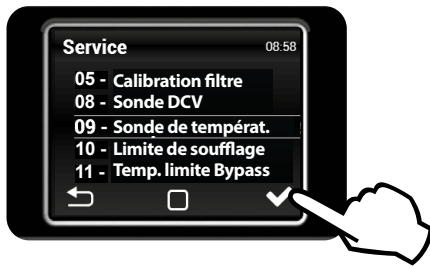 Service 08:58
05 - Calibration filtre
08 - Sonde DCV
09 - Sonde de températ.
10 - Limite de soufflage
11 - Temp. limite Bypass